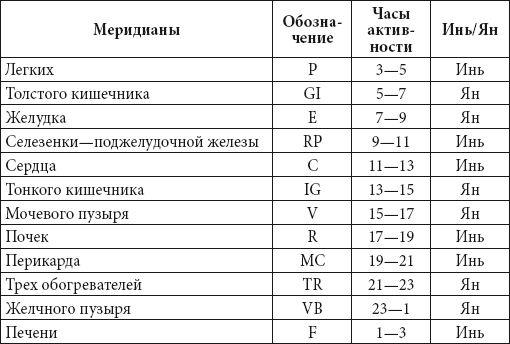 Меридианы Обозна-чение Часы актив-ности Инь/Ян
Легких P 3—5 Инь
Толстого кишечника GI 5—7 Ян
Желудка E 7—9 Ян
Селезенки—поджелудочной железы RP 9—11 Инь
Сердца C 11—13 Инь
Тонкого кишечника IG 13—15 Ян
Мочевого пузыря V 15—17 Ян
Почек R 17—19 Инь
Перикарда MC 19—21 Инь
Трех обогревателей TR 21—23 Ян
Желчного пузыря VB 23—1 Ян
Печени F 1—3 Инь